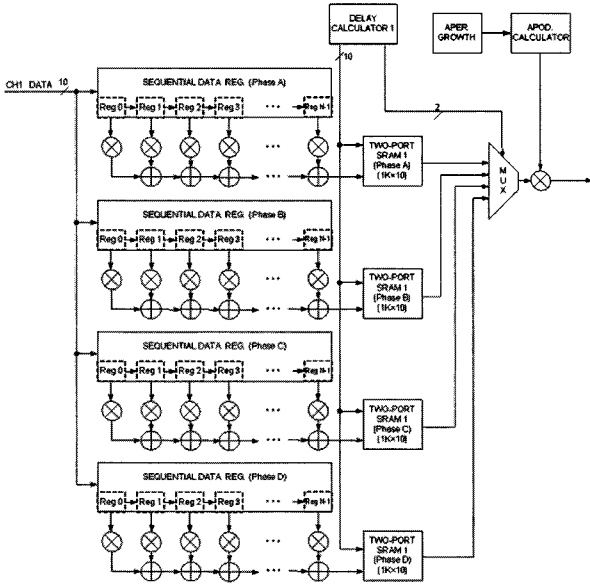 DELAY
CALCULATOR 1
APER.
GROWTH
APOD.
CALCULATOR
10
2
CH1 DATA 10
SEQUENTIAL DATA REG. (Phase A)
Reg 0 Reg 1 Reg 2 Reg 3 ... Reg N-1
TWO-PORT
SRAM 1
(Phase A)
(1K×10)
MUX
SEQUENTIAL DATA REG. (Phase B)
Reg 0 Reg 1 Reg 2 Reg 3 ... Reg N-1
TWO-PORT
SRAM 1
(Phase B)
(1K×10)
SEQUENTIAL DATA REG. (Phase C)
Reg 0 Reg 1 Reg 2 Reg 3 ... Reg N-1
TWO-PORT
SRAM 1
(Phase C)
(1K×10)
SEQUENTIAL DATA REG. (Phase D)
Reg 0 Reg 1 Reg 2 Reg 3 ... Reg N-1
TWO-PORT
SRAM 1
(Phase D)
(1K×10)